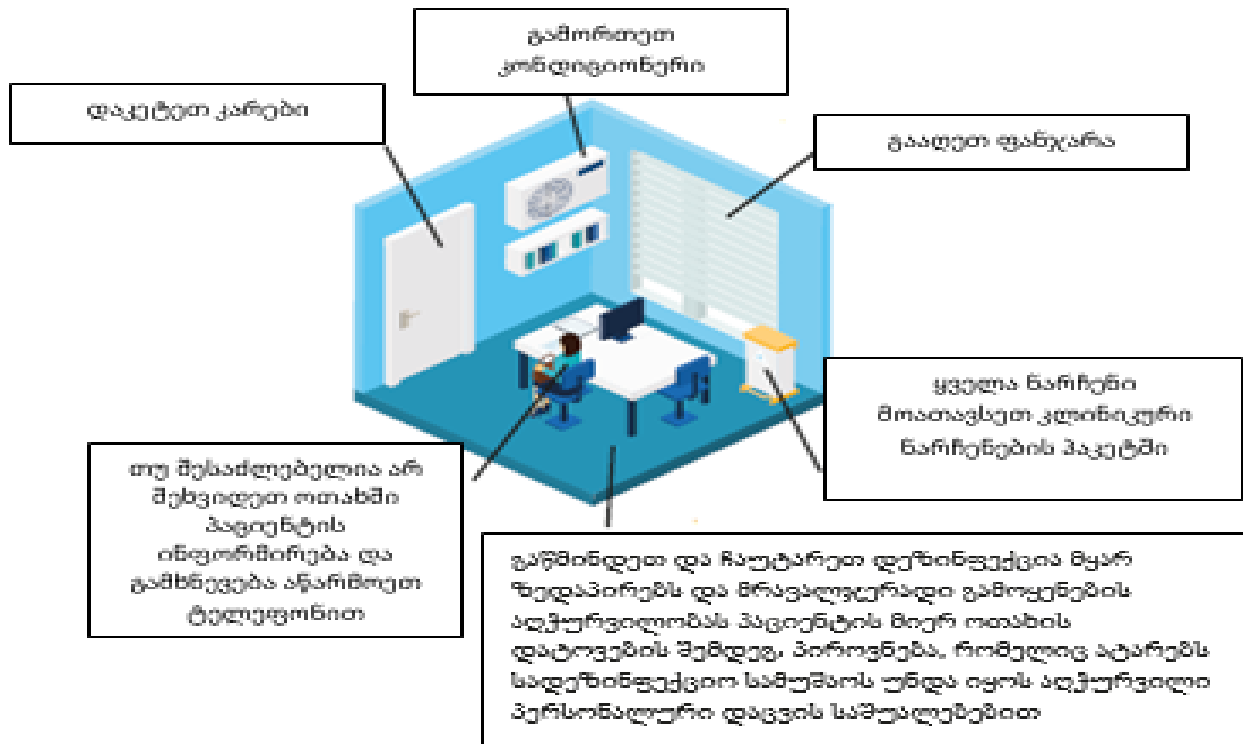 გამორთეთ
კონდიციონერი
დაკეტეთ კარები
გააღეთ ფანჯარა
ყველა ნარჩენი
მოათავსეთ კლინიკური
ნარჩენების პაკეტში
თუ შესაძლებელია არ
შეხვიდეთ ოთახში
პაციენტის
ინფორმირება და
გამხნევება აწარმოეთ
ტელეფონით
გაწმინდეთ და ჩაუტარეთ დეზინფექცია მყარ
ზედაპირებს და მრავალჯერადი გამოყენების
აღჭურვილობას პაციენტის მიერ ოთახის
დატოვების შემდეგ. პიროვნება, რომელიც ატარებს
სადეზინფექციო სამუშაოს უნდა იყოს აღჭურვილი
პერსონალური დაცვის საშუალებებით